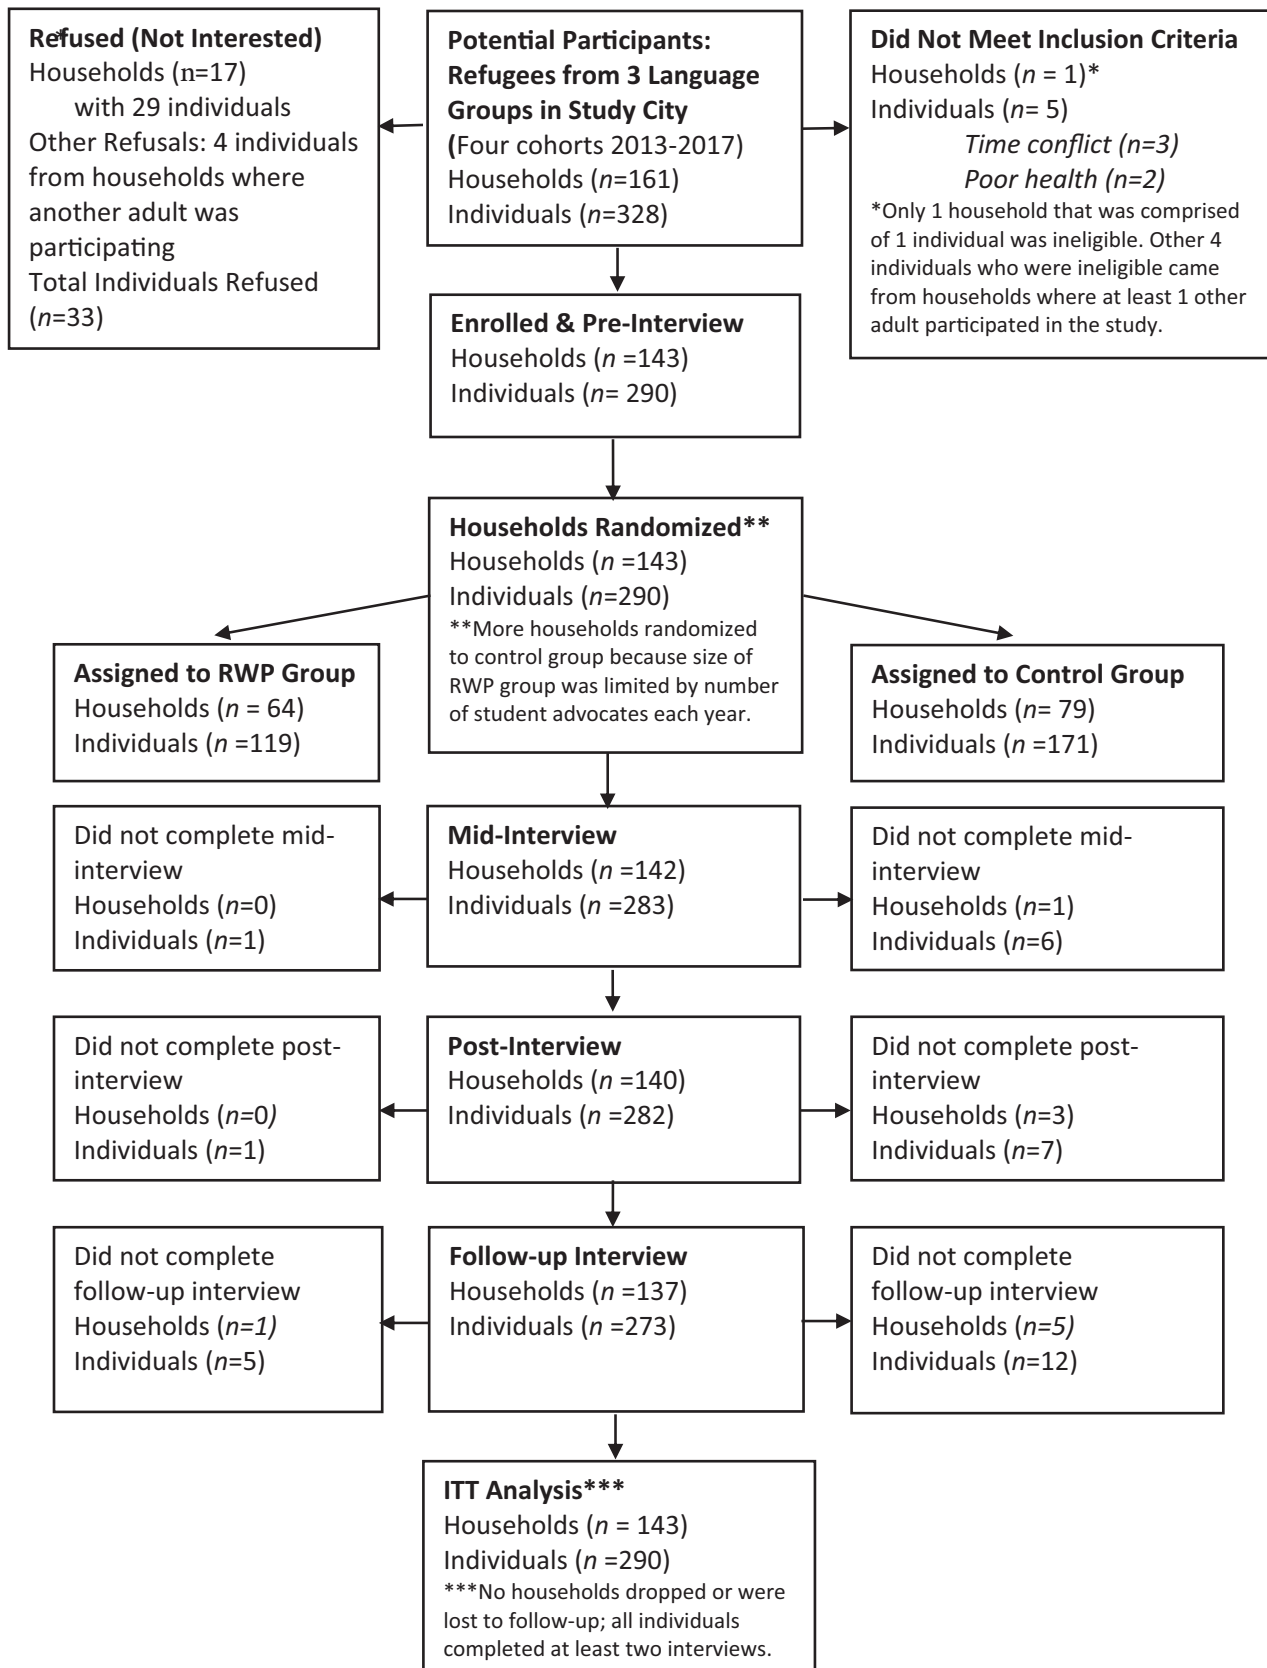 Refused (Not Interested)
Households (n=17)
with 29 individuals
Other Refusals: 4 individuals
from households where
another adult was
participating
Total Individuals Refused
(n=33)
*
Potential Participants:
Refugees from 3 Language
Groups in Study City
(Four cohorts 2013-2017)
Households (n=161)
Individuals (n=328)
Did Not Meet Inclusion Criteria
Households (n = 1)*
Individuals (n= 5)
Time conflict (n=3)
Poor health (n=2)
*Only 1 household that was comprised
of 1 individual was ineligible. Other 4
individuals who were ineligible came
from households where at least 1 other
adult participated in the study.
Enrolled & Pre-Interview
Households (n =143)
Individuals (n= 290)
Households Randomized**
Households (n =143)
Individuals (n=290)
**More households randomized
to control group because size of
RWP group was limited by number
of student advocates each year.
Assigned to RWP Group
Households (n = 64)
Individuals (n =119)
Assigned to Control Group
Households (n= 79)
Individuals (n =171)
Did not complete mid-
interview
Households (n=0)
Individuals (n=1)
Mid-Interview
Households (n =142)
Individuals (n =283)
Did not complete mid-
interview
Households (n=1)
Individuals (n=6)
Did not complete post-
interview
Households (n=0)
Individuals (n=1)
Post-Interview
Households (n =140)
Individuals (n =282)
Did not complete post-
interview
Households (n=3)
Individuals (n=7)
Did not complete
follow-up interview
Households (n=1)
Individuals (n=5)
Follow-up Interview
Households (n =137)
Individuals (n =273)
Did not complete
follow-up interview
Households (n=5)
Individuals (n=12)
ITT Analysis***
Households (n = 143)
Individuals (n =290)
***No households dropped or were
lost to follow-up; all individuals
completed at least two interviews.